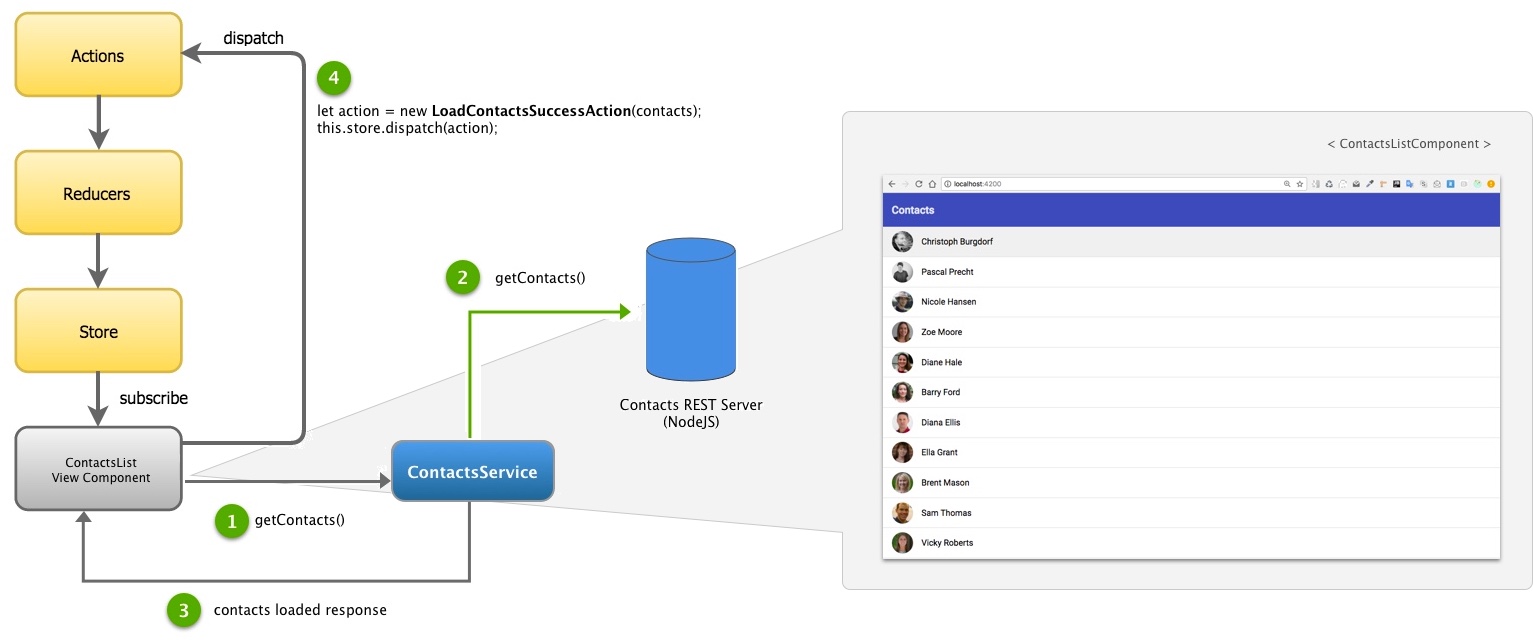 dispatch
Actions
4
let action = new LoadContactsSuccessAction(contacts);
this.store.dispatch(action);
Reducers
Store
subscribe
ContactsList
View Component
1
getContacts()
ContactsService
2
getContacts()
Contacts REST Server
(NodeJS)
3
contacts loaded response
< ContactsListComponent >
localhost:4200
Contacts
Christoph Burgdorf
Pascal Precht
Nicole Hansen
Zoe Moore
Diane Hale
Barry Ford
Diana Ellis
Ella Grant
Brent Mason
Sam Thomas
Vicky Roberts